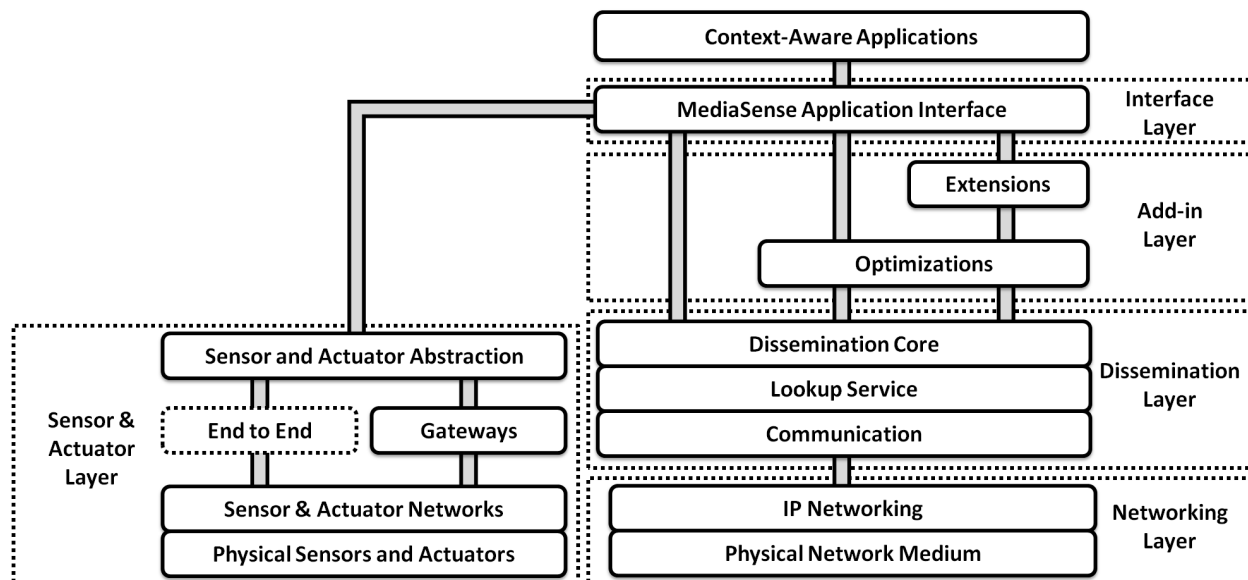 Context-Aware Applications
MediaSense Application Interface
Interface
Layer
Extensions
Add-in
Layer
Optimizations
Dissemination Core
Lookup Service
Communication
Dissemination
Layer
Sensor and Actuator Abstraction
End to End
Gateways
Sensor &
Actuator
Layer
Sensor & Actuator Networks
Physical Sensors and Actuators
IP Networking
Physical Network Medium
Networking
Layer